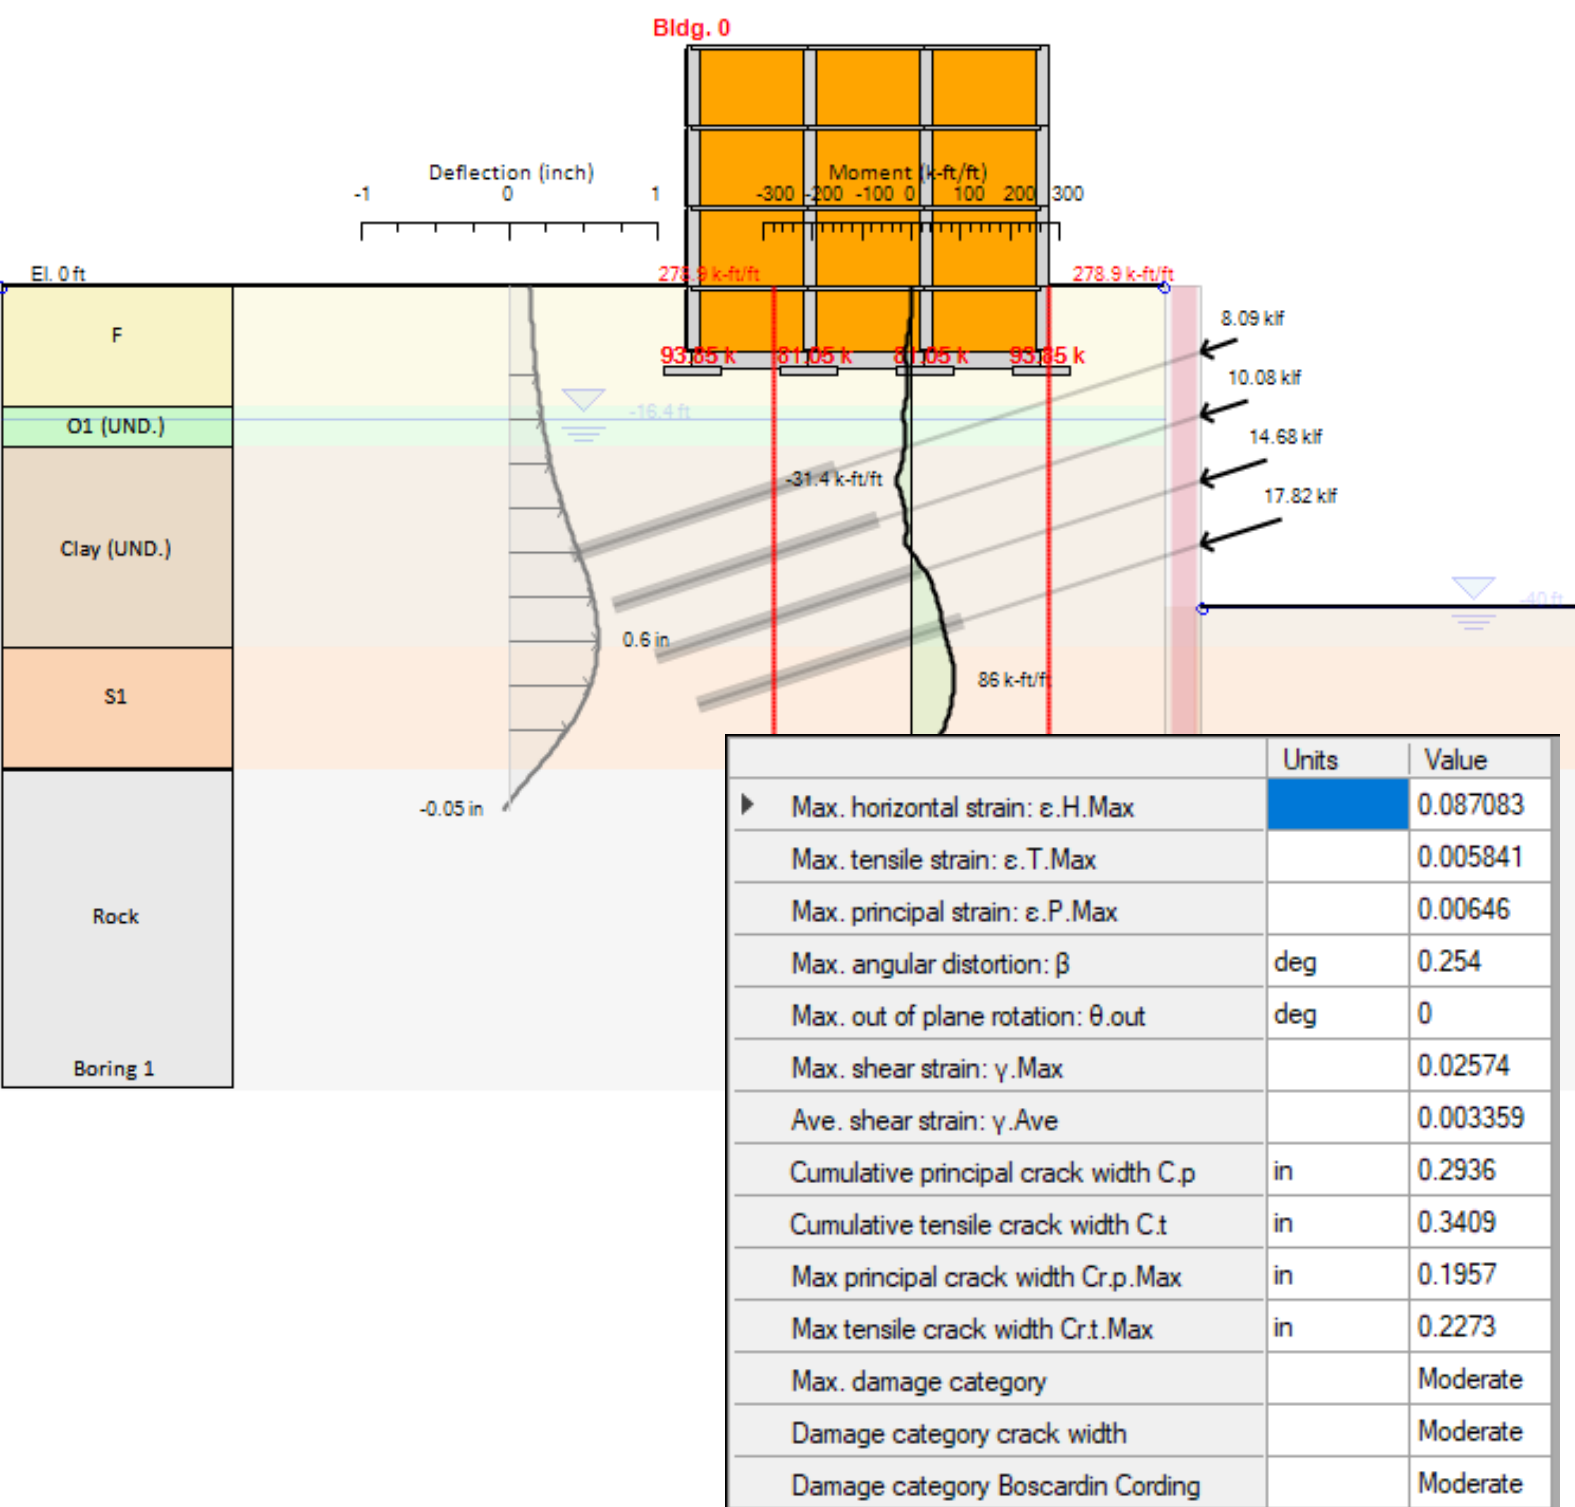 Bldg. 0
Deflection (inch)
-1 0 1
Moment (k-ft/ft)
-300 -200 -100 0 100 200 300
El. 0 ft
278.9 k-ft/ft
278.9 k-ft/ft
F
8.09 klf
93.85 k 81.05 k 81.05 k 93.85 k
10.08 klf
-16.4 ft
O1 (UND.)
14.68 klf
-31.4 k-ft/ft
17.82 klf
Clay (UND.)
-40 ft
0.6 in
86 k-ft/ft
S1
-0.05 in
Rock
Boring 1
Units Value
Max. horizontal strain: ε.H.Max 0.087083
Max. tensile strain: ε.T.Max 0.005841
Max. principal strain: ε.P.Max 0.00646
Max. angular distortion: β deg 0.254
Max. out of plane rotation: θ.out deg 0
Max. shear strain: γ.Max 0.02574
Ave. shear strain: γ.Ave 0.003359
Cumulative principal crack width C.p in 0.2936
Cumulative tensile crack width C.t in 0.3409
Max principal crack width Cr.p.Max in 0.1957
Max tensile crack width Cr.t.Max in 0.2273
Max. damage category Moderate
Damage category crack width Moderate
Damage category Boscardin Cording Moderate